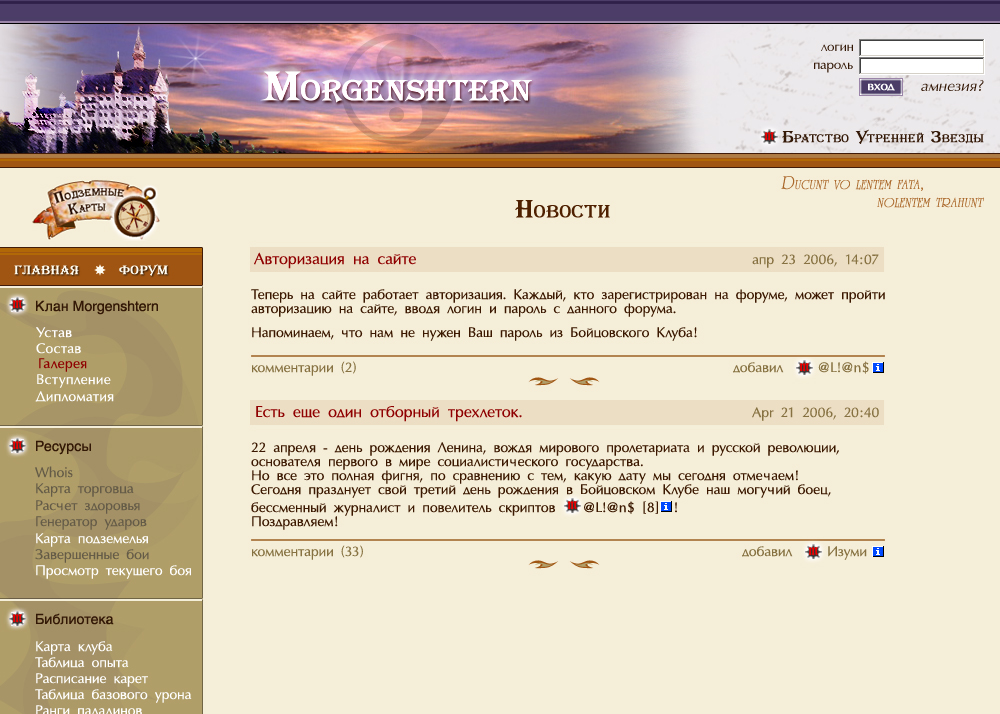 Morgenshtern
логин
пароль
вход
амнезия?
Братство Утренней Звезды
Ducunt vo lentem fata,
nolentem trahunt
Подземные
Карты
Новости
ГЛАВНАЯ ФОРУМ
Клан Morgenshtern
Устав
Состав
Галерея
Вступление
Дипломатия
Ресурсы
Whois
Карта торговца
Расчет здоровья
Генератор ударов
Карта подземелья
Завершенные бои
Просмотр текущего боя
Библиотека
Карта клуба
Таблица опыта
Расписание карет
Таблица базового урона
Ранги паладинов
Авторизация на сайте апр 23 2006, 14:07
Теперь на сайте работает авторизация. Каждый, кто зарегистрирован на форуме, может пройти
авторизацию на сайте, вводя логин и пароль с данного форума.
Напоминаем, что нам не нужен Ваш пароль из Бойцовского Клуба!
комментарии (2) добавил @L!@n$ i
Есть еще один отборный трехлеток. Apr 21 2006, 20:40
22 апреля - день рождения Ленина, вождя мирового пролетариата и русской революции,
основателя первого в мире социалистического государства.
Но все это полная фигня, по сравнению с тем, какую дату мы сегодня отмечаем!
Сегодня празднует свой третий день рождения в Бойцовском Клубе наш могучий боец,
бессменный журналист и повелитель скриптов @L!@n$ [8] i !
Поздравляем!
комментарии (33) добавил Изуми i